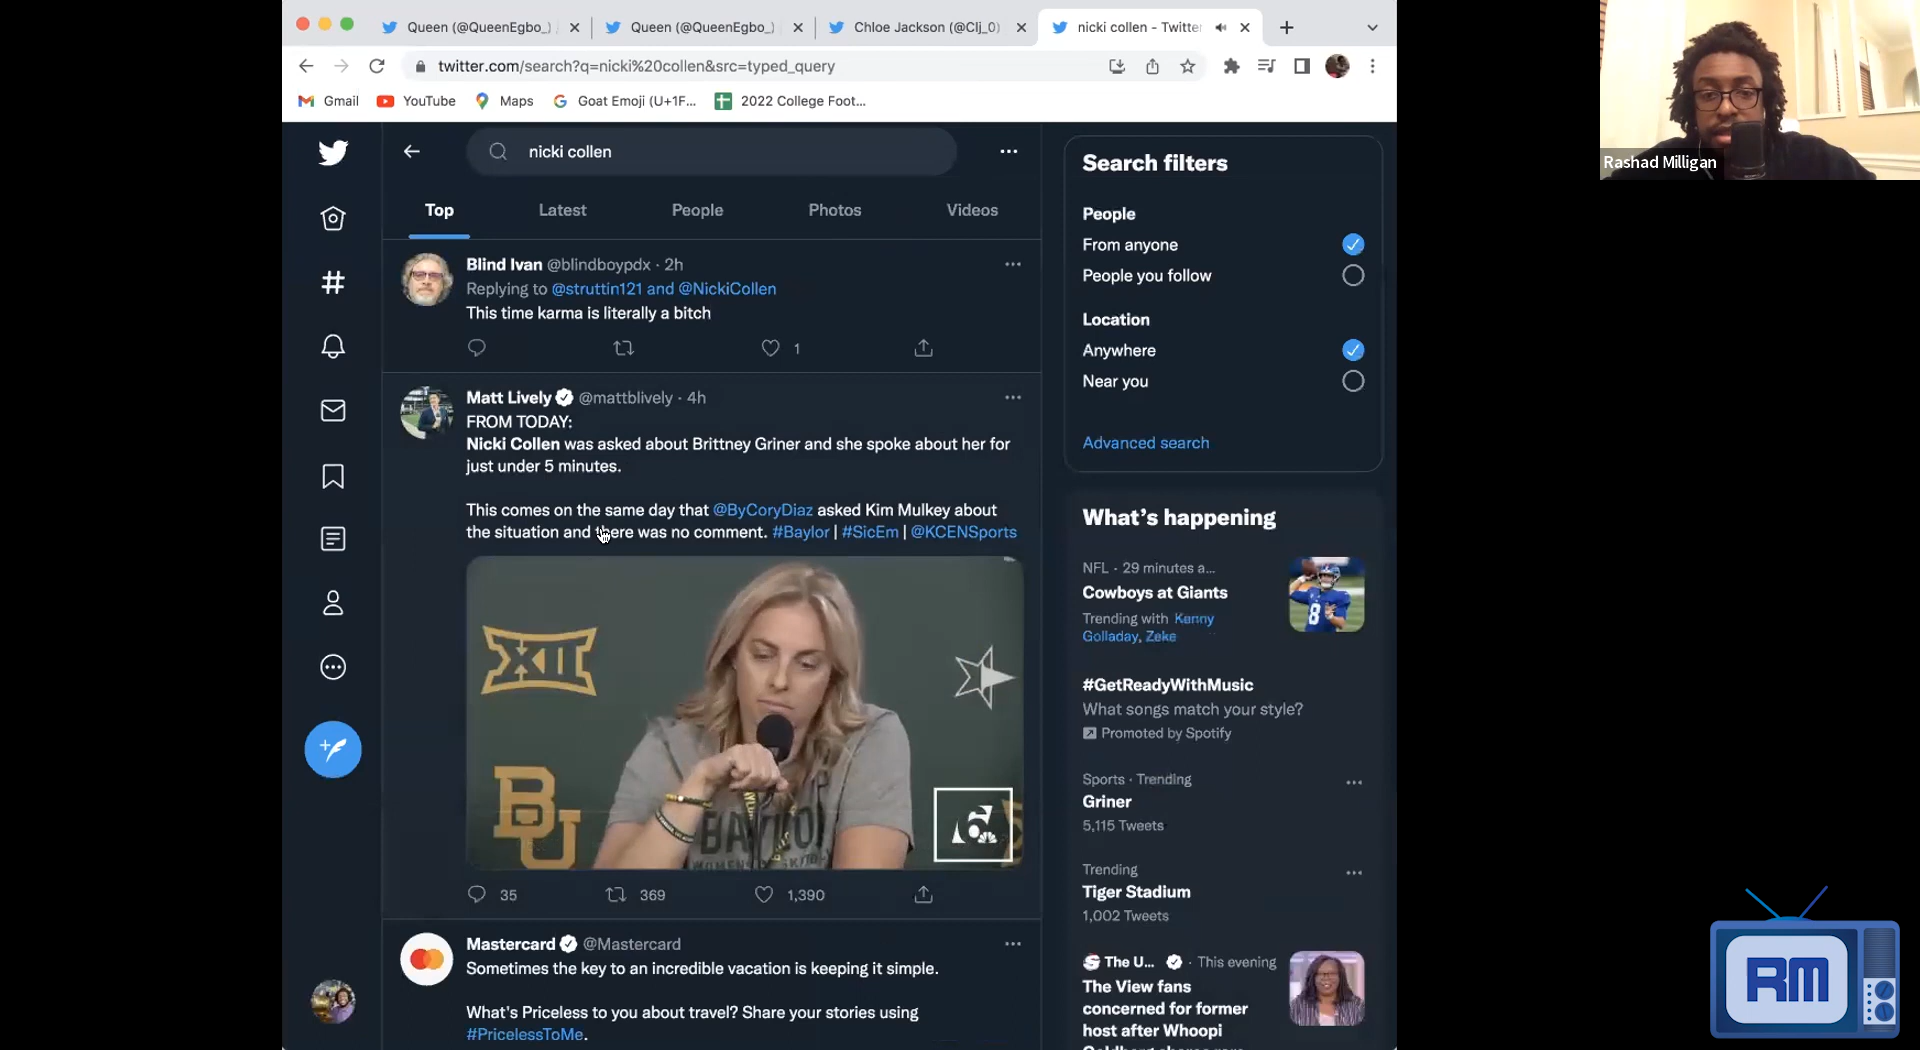 Queen (@QueenEgbo_)
Queen (@QueenEgbo_)
Chloe Jackson (@Clj_0)
nicki collen - Twitter
twitter.com/search?q=nicki%20collen&src=typed_query
Gmail
YouTube
Maps
Goat Emoji (U+1F...
2022 College Foot...
nicki collen
Top
Latest
People
Photos
Videos
Blind Ivan @blindboypdx · 2h
Replying to @struttin121 and @NickiCollen
This time karma is literally a bitch
1
Matt Lively @mattblively · 4h
FROM TODAY:
Nicki Collen was asked about Brittney Griner and she spoke about her for
just under 5 minutes.
This comes on the same day that @ByCoryDiaz asked Kim Mulkey about
the situation and there was no comment. #Baylor | #SicEm | @KCENSports
XII
BU
BAYLOR
6
35
369
1,390
Mastercard @Mastercard
Sometimes the key to an incredible vacation is keeping it simple.
What's Priceless to you about travel? Share your stories using
#PricelessToMe.
Search filters
People
From anyone
People you follow
Location
Anywhere
Near you
Advanced search
What's happening
NFL · 29 minutes a...
Cowboys at Giants
Trending with Kenny
Golladay, Zeke
8
#GetReadyWithMusic
What songs match your style?
Promoted by Spotify
Sports · Trending
Griner
5,115 Tweets
Trending
Tiger Stadium
1,002 Tweets
The U... · This evening
The View fans
concerned for former
host after Whoopi
Rashad Milligan
RM